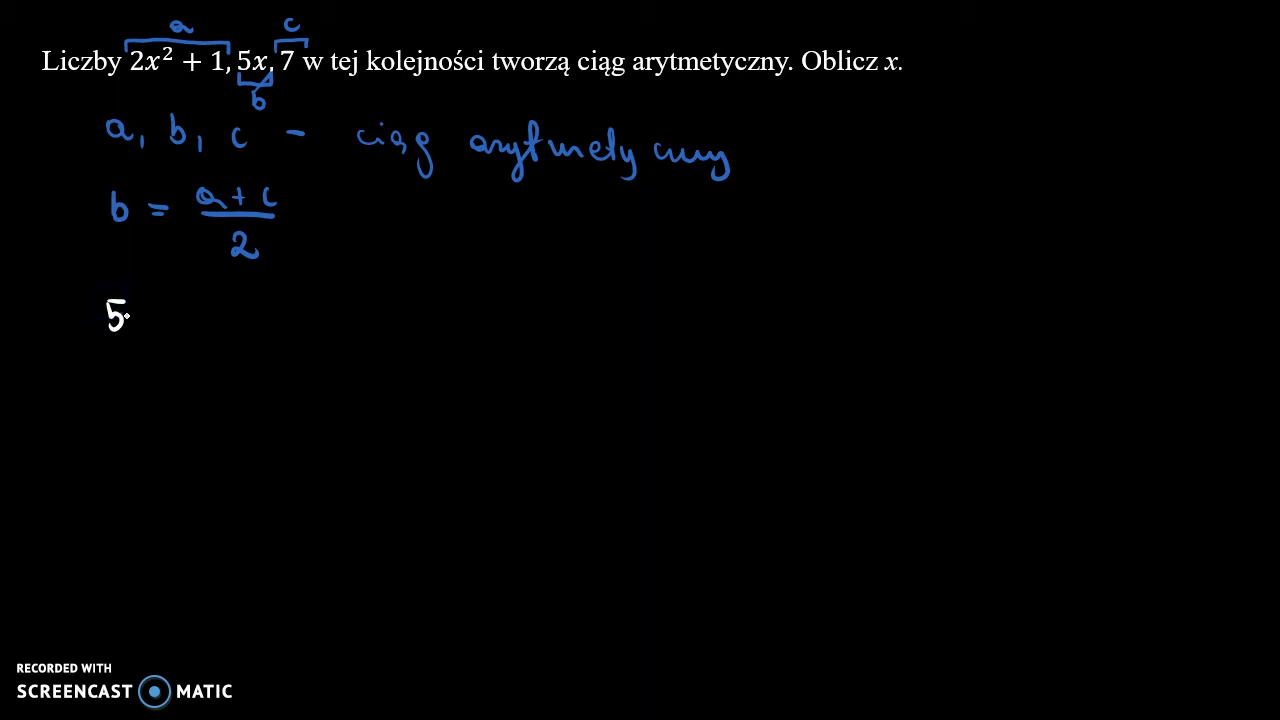 a c
Liczby 2x² + 1, 5x, 7 w tej kolejności tworzą ciąg arytmetyczny. Oblicz x.
b
a, b, c - ciąg arytmetyczny
b = a + c
2
5
RECORDED WITH
SCREENCAST MATIC